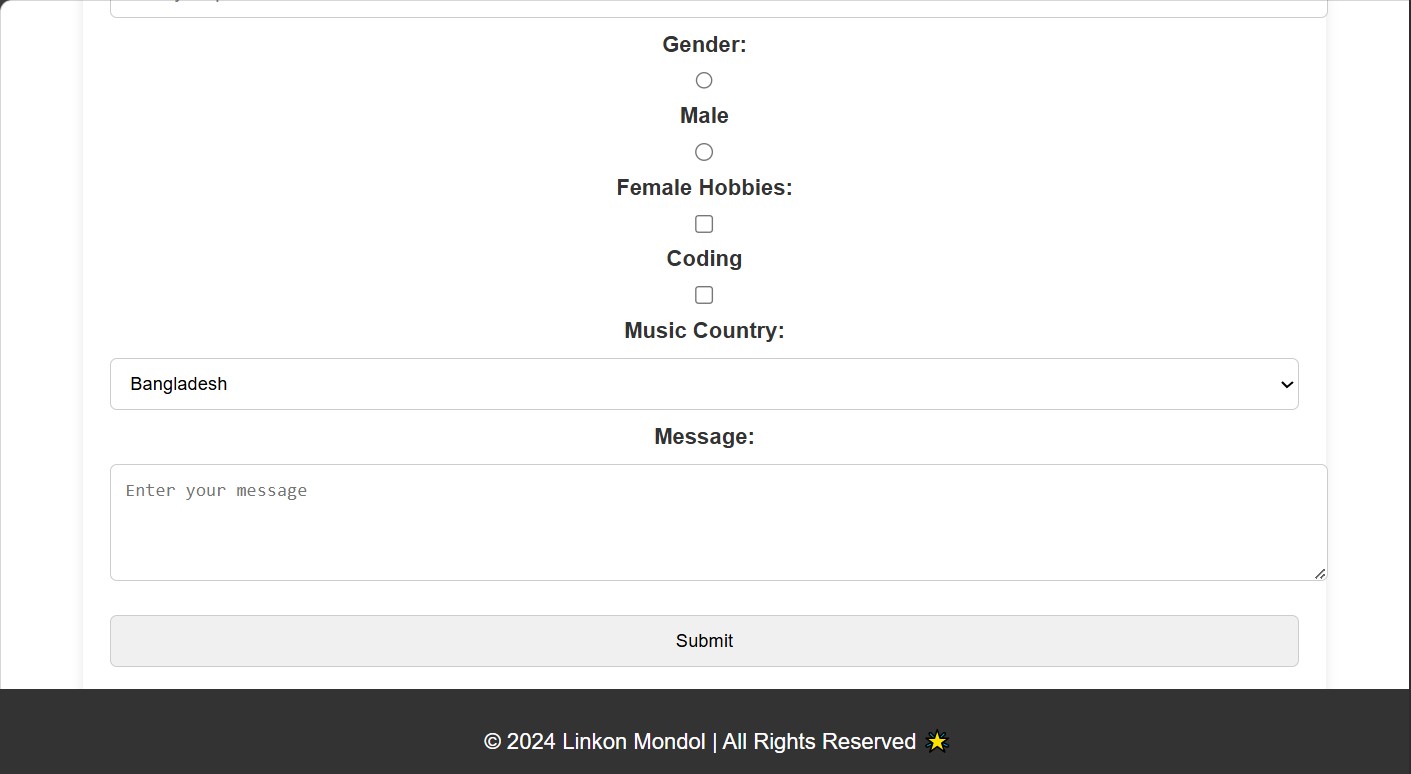 Gender:
Male
Female Hobbies:
Coding
Music Country:
Bangladesh
Message:
Enter your message
Submit
© 2024 Linkon Mondol | All Rights Reserved 🌟